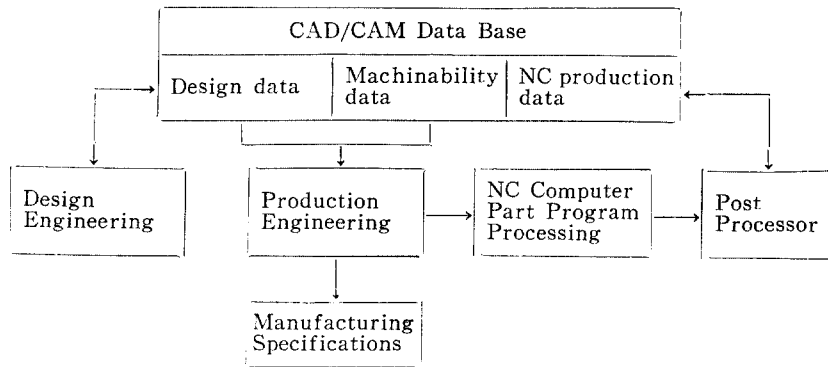 CAD/CAM Data Base
Design data
Machinability
data
NC production
data
Design
Engineering
Production
Engineering
NC Computer
Part Program
Processing
Post
Processor
Manufacturing
Specifications